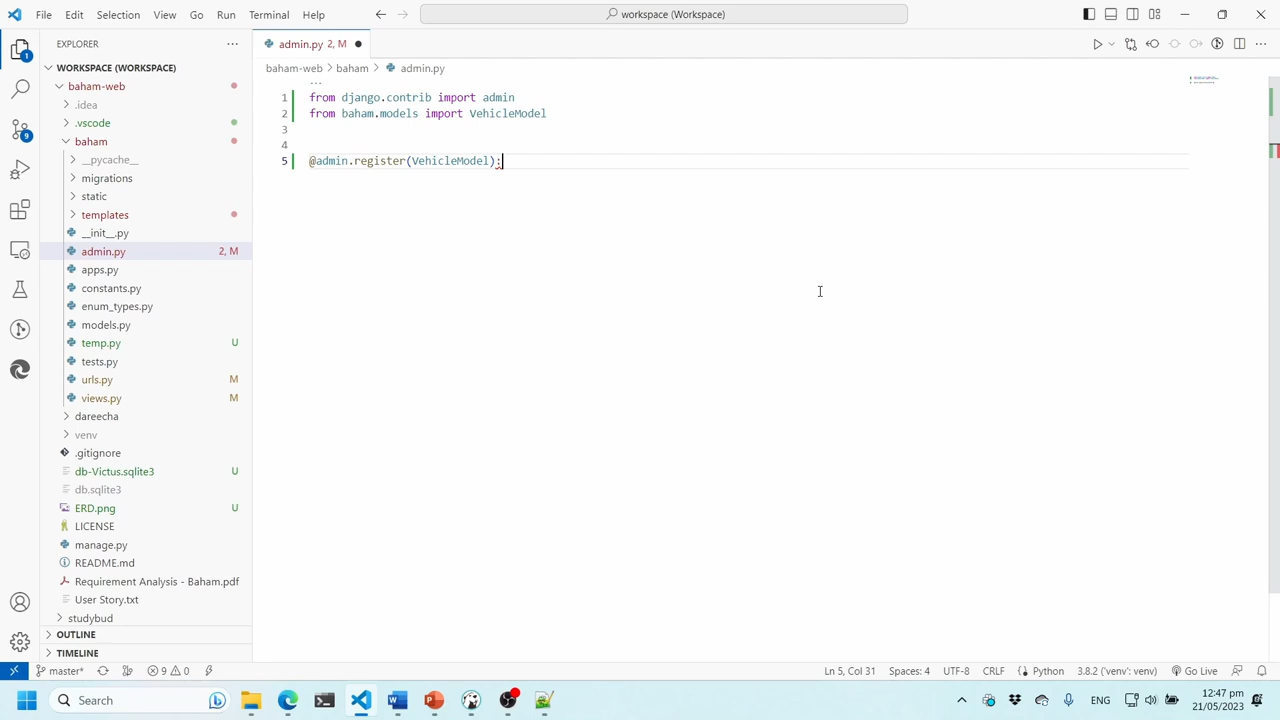 File Edit Selection View Go Run Terminal Help
workspace (Workspace)
EXPLORER
admin.py 2, M
WORKSPACE (WORKSPACE)
baham-web > baham > admin.py
baham-web
.idea
.vscode
baham
__pycache__
migrations
static
templates
__init__.py
admin.py 2, M
apps.py
constants.py
enum_types.py
models.py
temp.py U
tests.py
urls.py M
views.py M
dareecha
venv
.gitignore
db-Victus.sqlite3 U
db.sqlite3
ERD.png U
LICENSE
manage.py
README.md
Requirement Analysis - Baham.pdf
User Story.txt
studybud
OUTLINE
TIMELINE
1 from django.contrib import admin
2 from baham.models import VehicleModel
3
4
5 @admin.register(VehicleModel);
master* 9 0 Ln 5, Col 31 Spaces: 4 UTF-8 CRLF Python 3.8.2 ('venv': venv) Go Live
Search ENG 12:47 pm
21/05/2023